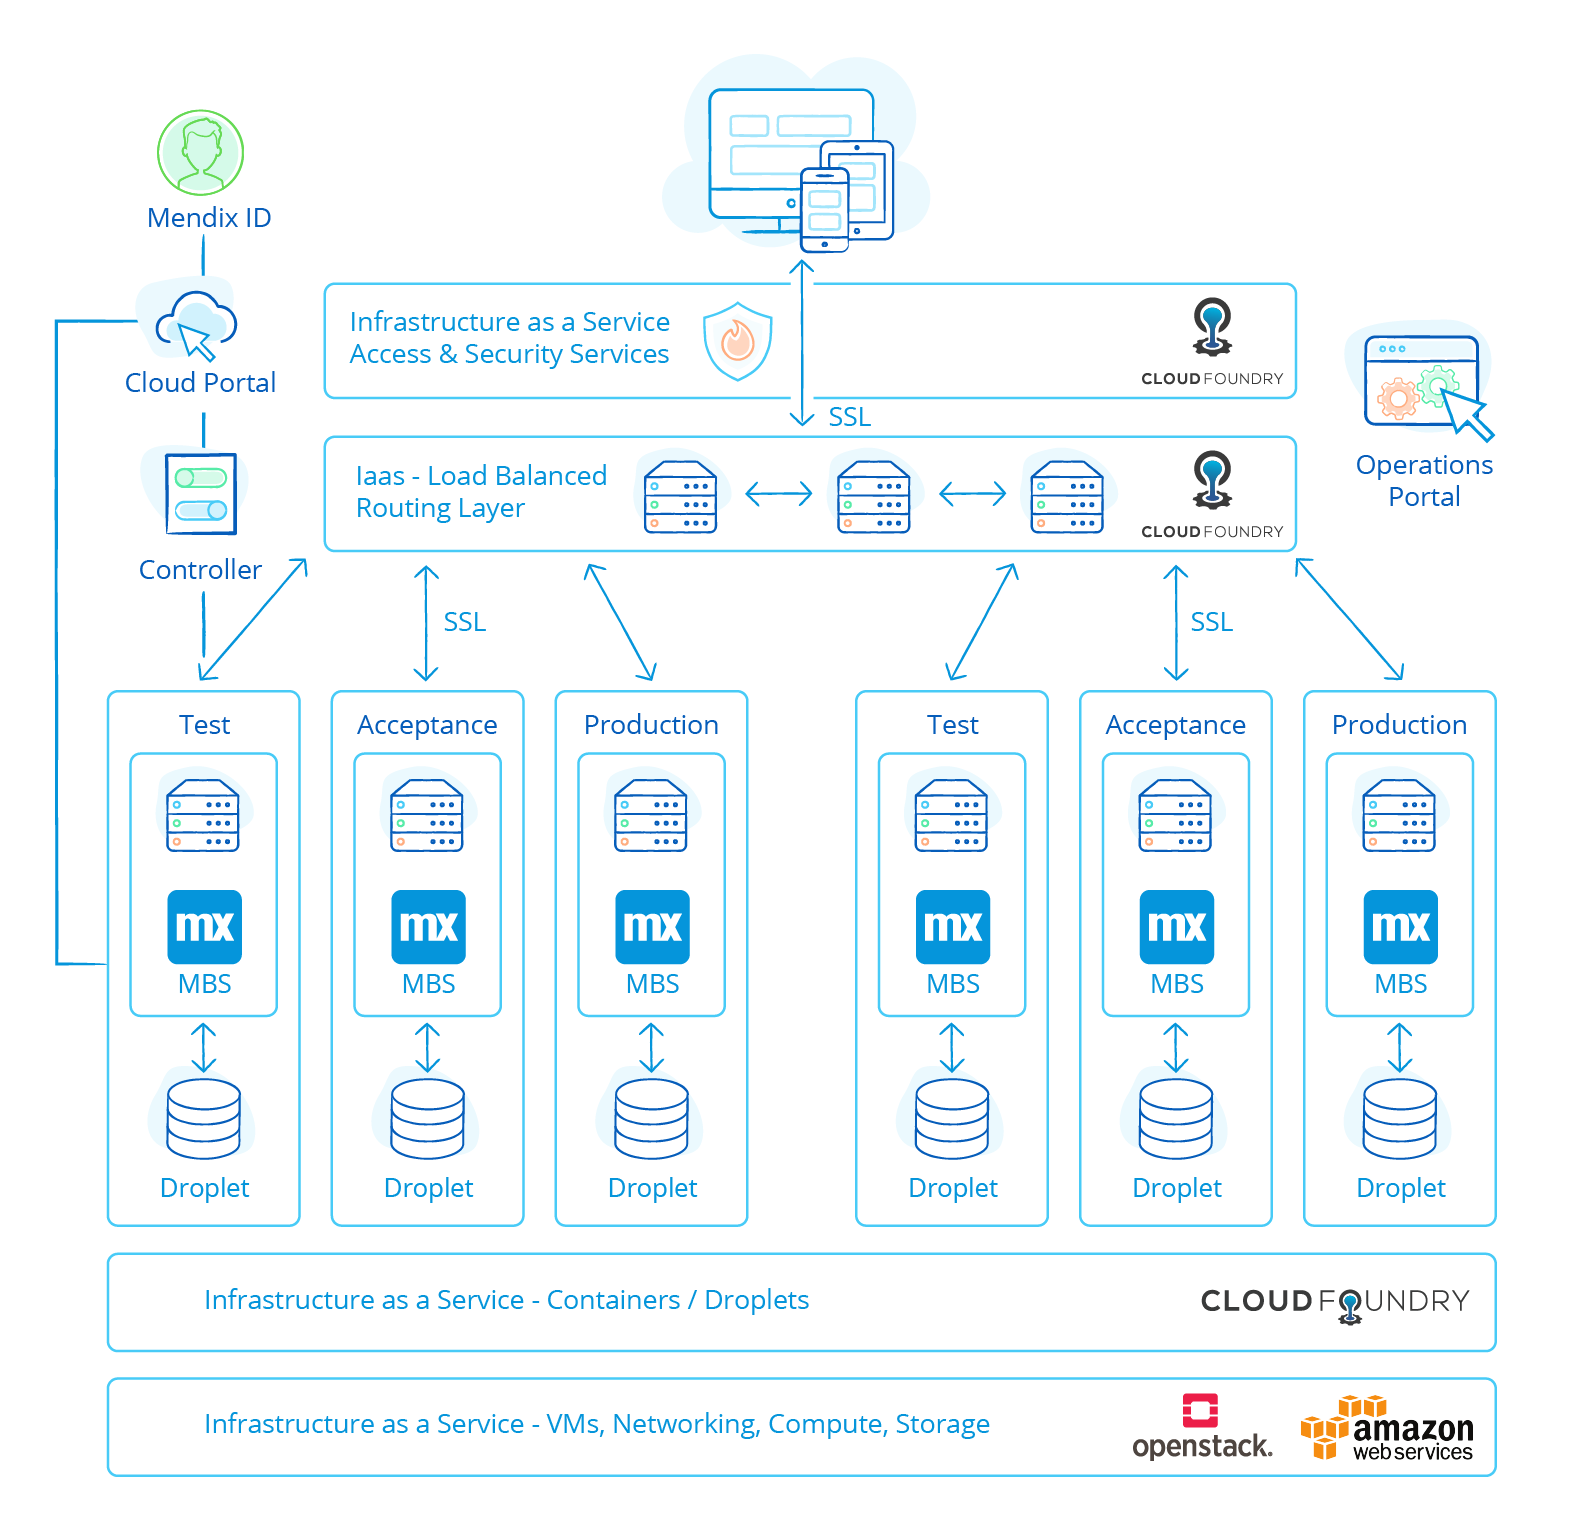 Mendix ID
Cloud Portal
Controller
Infrastructure as a Service
Access & Security Services
CLOUD FOUNDRY
SSL
Iaas - Load Balanced
Routing Layer
CLOUD FOUNDRY
Operations
Portal
SSL
SSL
Test
mx
MBS
Droplet
Acceptance
mx
MBS
Droplet
Production
mx
MBS
Droplet
Test
mx
MBS
Droplet
Acceptance
mx
MBS
Droplet
Production
mx
MBS
Droplet
Infrastructure as a Service - Containers / Droplets
CLOUD FOUNDRY
Infrastructure as a Service - VMs, Networking, Compute, Storage
openstack.
amazon
web services